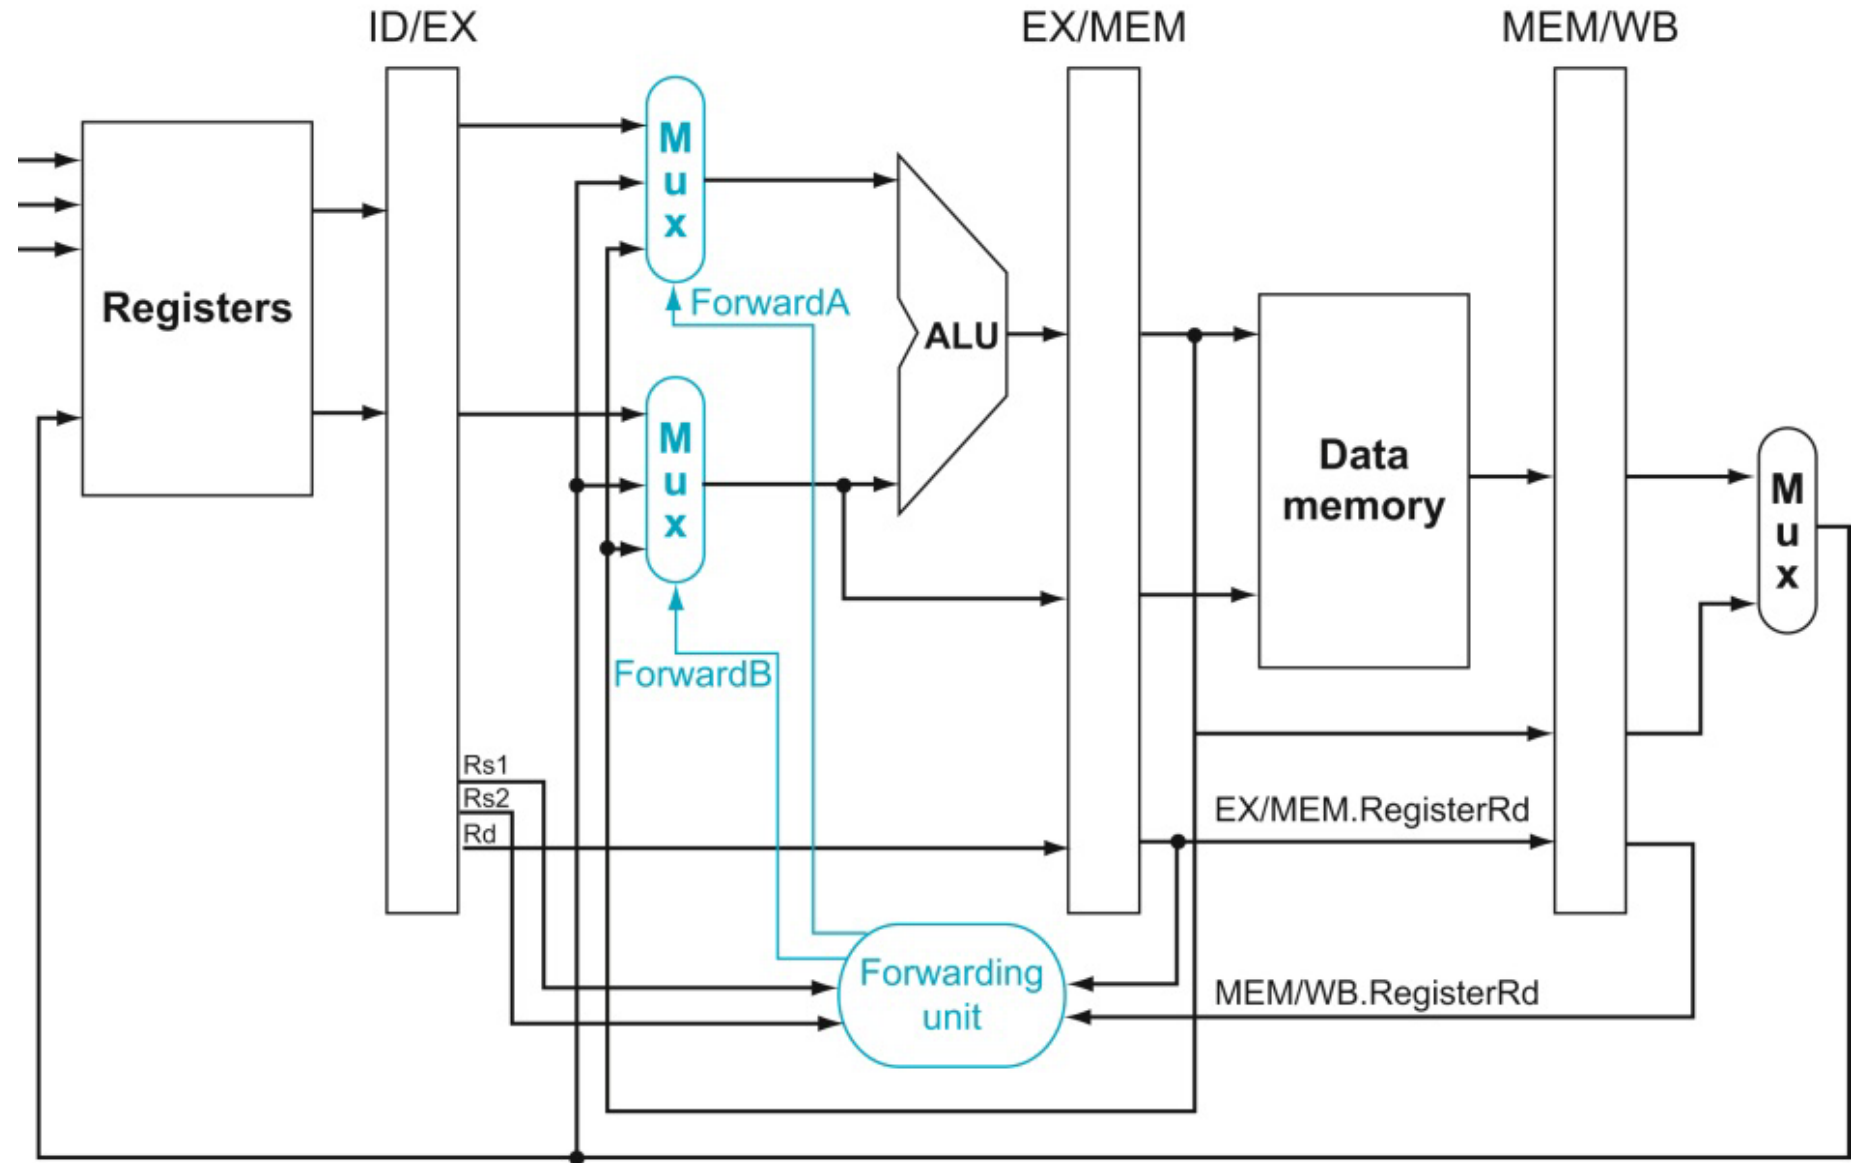 ID/EX
EX/MEM
MEM/WB
Registers
M
u
x
ForwardA
ALU
M
u
x
ForwardB
Data
memory
M
u
x
Rs1
Rs2
Rd
EX/MEM.RegisterRd
Forwarding
unit
MEM/WB.RegisterRd